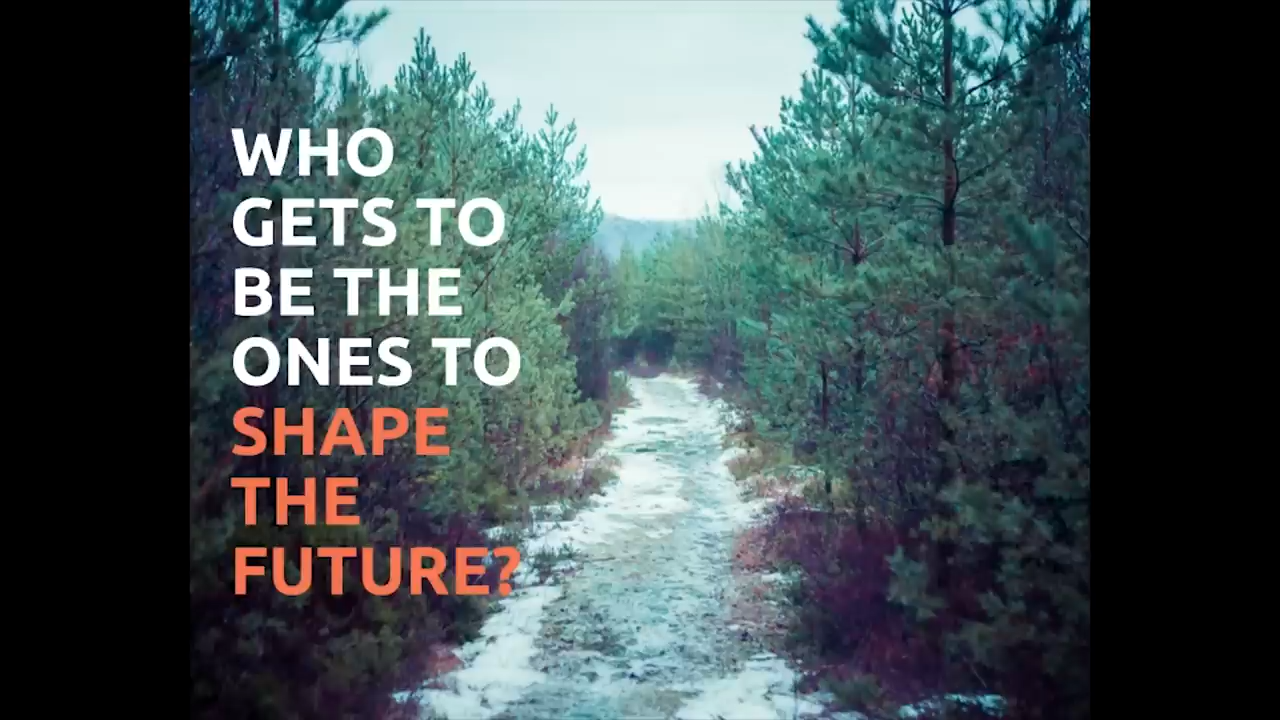 WHO
GETS TO
BE THE
ONES TO
SHAPE
THE
FUTURE?